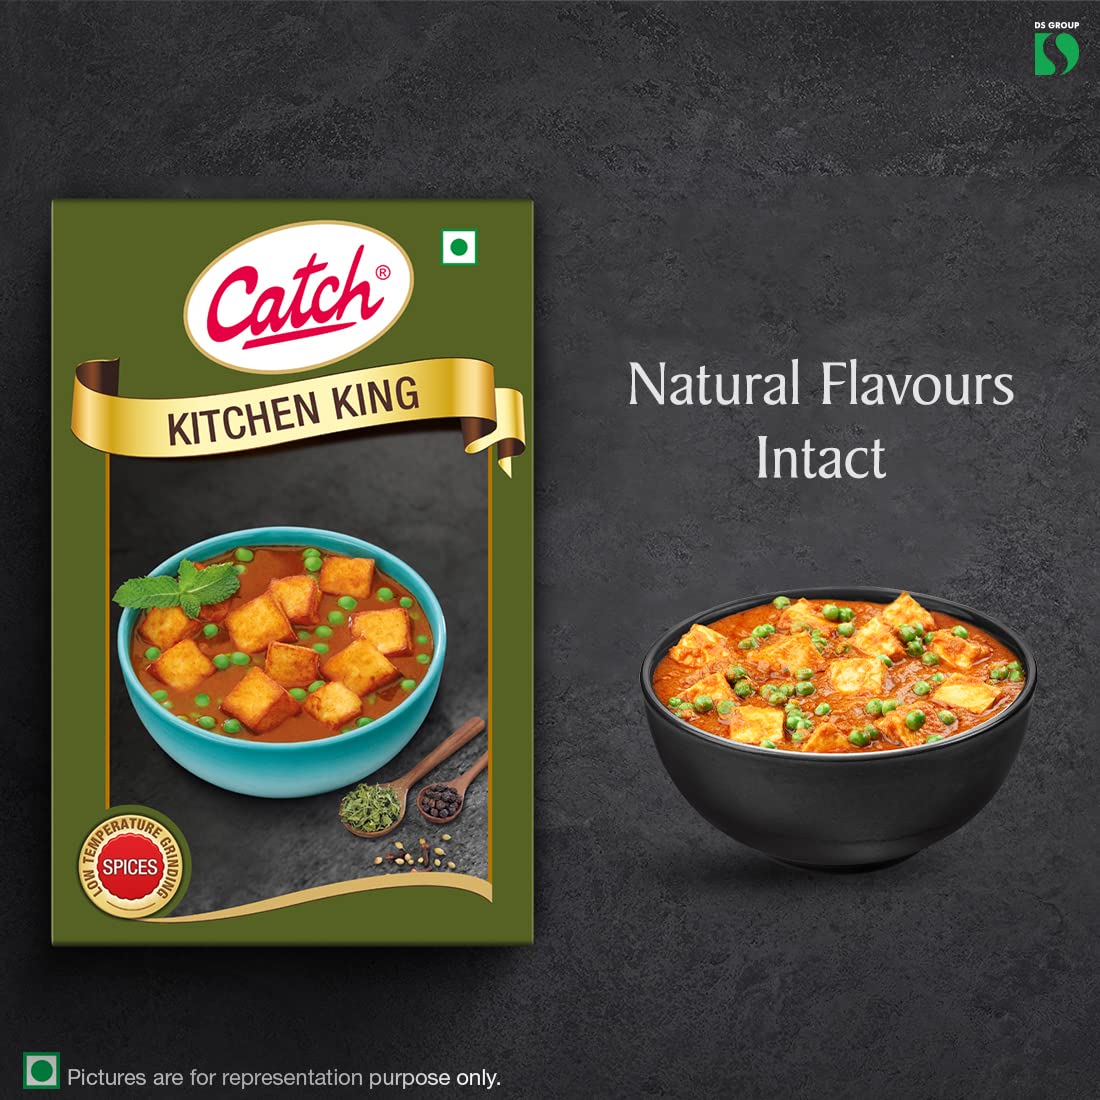 DS GROUP
Catch®
KITCHEN KING
Natural Flavours
Intact
LOW TEMPERATURE GRINDING
SPICES
Pictures are for representation purpose only.